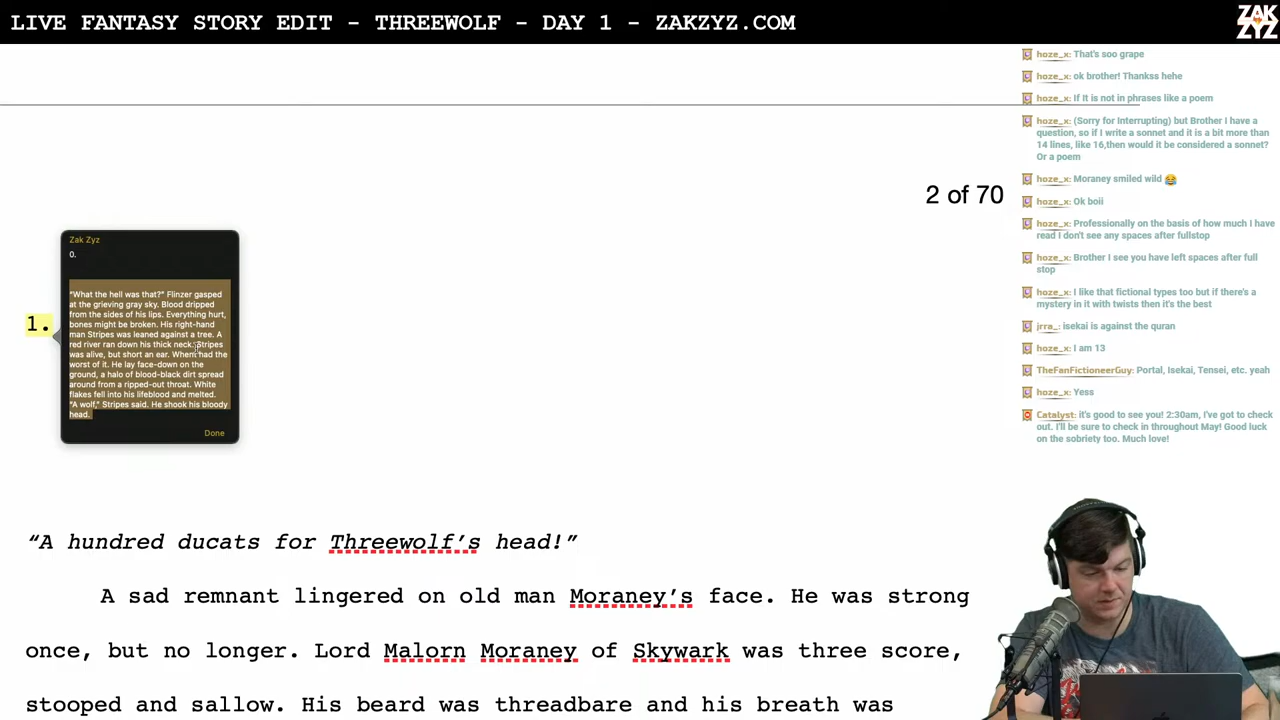 LIVE FANTASY STORY EDIT - THREEWOLF - DAY 1 - ZAKZYZ.COM
ZAK
ZYZ
hoze_x: That's soo grape
hoze_x: ok brother! Thankss hehe
hoze_x: If It is not in phrases like a poem
hoze_x: (Sorry for Interrupting) but Brother I have a
question, so if I write a sonnet and it is a bit more than
14 lines, like 16,then would it be considered a sonnet?
Or a poem
hoze_x: Moraney smiled wild 😂
hoze_x: Ok boii
hoze_x: Professionally on the basis of how much I have
read I don't see any spaces after fullstop
hoze_x: Brother I see you have left spaces after full
stop
hoze_x: I like that fictional types too but if there's a
mystery in it with twists then it's the best
jrra_: isekai is against the quran
hoze_x: I am 13
TheFanFictioneerGuy: Portal, Isekai, Tensei, etc. yeah
hoze_x: Yess
Catalyst: it's good to see you! 2:30am, I've got to check
out. I'll be sure to check in throughout May! Good luck
on the sobriety too. Much love!
2 of 70
Zak Zyz
0.
"What the hell was that?" Flinzer gasped
at the grieving gray sky. Blood dripped
from the sides of his lips. Everything hurt,
bones might be broken. His right-hand
man Stripes was leaned against a tree. A
red river ran down his thick neck. Stripes
was alive, but short an ear. Whern had the
worst of it. He lay face-down on the
ground, a halo of blood-black dirt spread
around from a ripped-out throat. White
flakes fell into his lifeblood and melted.
"A wolf," Stripes said. He shook his bloody
head.
Done
1.
“A hundred ducats for Threewolf’s head!”
A sad remnant lingered on old man Moraney’s face. He was strong
once, but no longer. Lord Malorn Moraney of Skywark was three score,
stooped and sallow. His beard was threadbare and his breath was